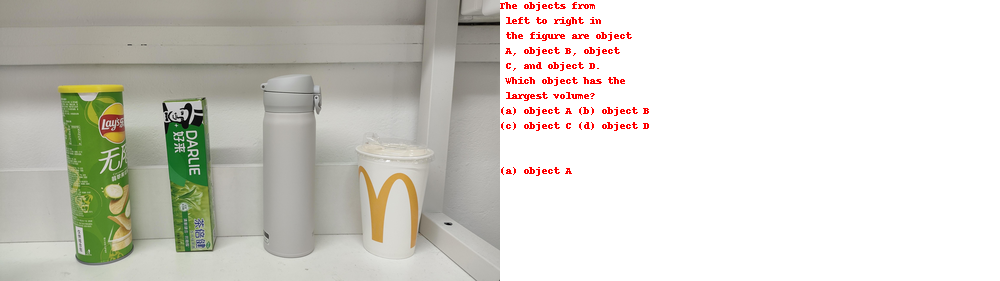 Lay's
无限
DARLIE
好来
茶倍健
The objects from
left to right in
the figure are object
A, object B, object
C, and object D.
Which object has the
largest volume?
(a) object A (b) object B
(c) object C (d) object D
(a) object A